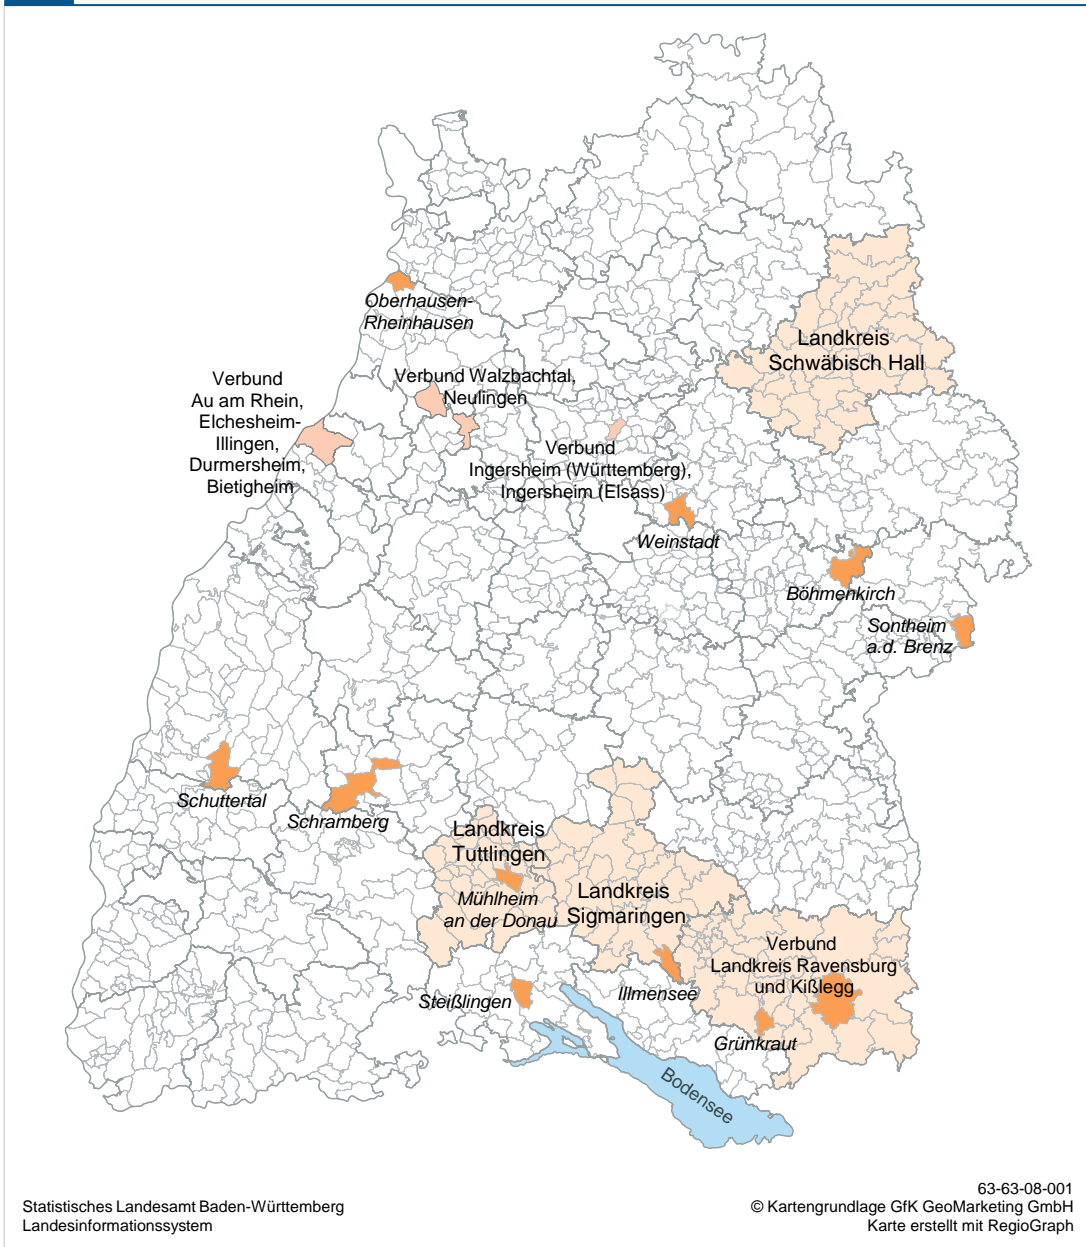 Oberhausen-
Rheinhausen
Landkreis
Schwäbisch Hall
Verbund
Au am Rhein,
Elchesheim-
Illingen,
Durmersheim,
Bietigheim
Verbund Walzbachtal,
Neulingen
Verbund
Ingersheim (Württemberg),
Ingersheim (Elsass)
Weinstadt
Böhmenkirch
Sontheim
a.d. Brenz
Schuttertal
Schramberg
Landkreis
Tuttlingen
Mühlheim
an der Donau
Landkreis
Sigmaringen
Verbund
Landkreis Ravensburg
und Kißlegg
Steißlingen
Illmensee
Grünkraut
Bodensee
Statistisches Landesamt Baden-Württemberg
Landesinformationssystem
63-63-08-001
© Kartengrundlage GfK GeoMarketing GmbH
Karte erstellt mit RegioGraph